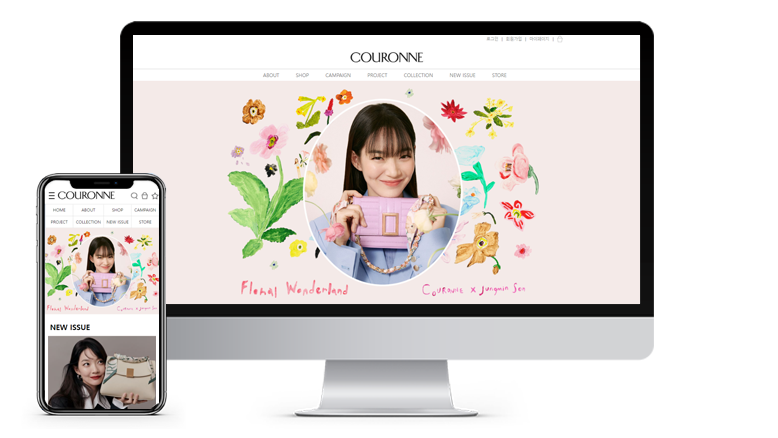 로그인 | 회원가입 | 마이페이지 |
COURONNE
ABOUT SHOP CAMPAIGN PROJECT COLLECTION NEW ISSUE STORE
Floral Wonderland
COURONNE x Jungmin Son
COURONNE
HOME ABOUT SHOP CAMPAIGN
PROJECT COLLECTION NEW ISSUE STORE
Floral Wonderland
COURONNE x Jungmin Son
NEW ISSUE